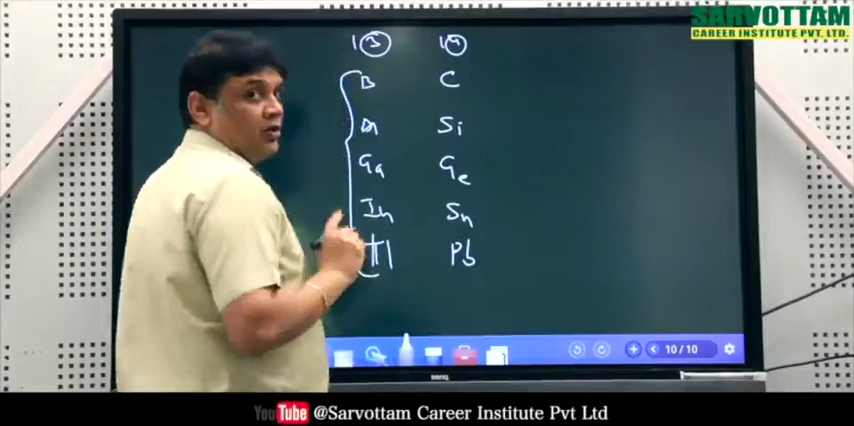 SARVOTTAM
CAREER INSTITUTE PVT. LTD.
13 14
B C
Al Si
Ga Ge
In Sn
Tl Pb
10 / 10
BenQ
YouTube @Sarvottam Career Institute Pvt Ltd